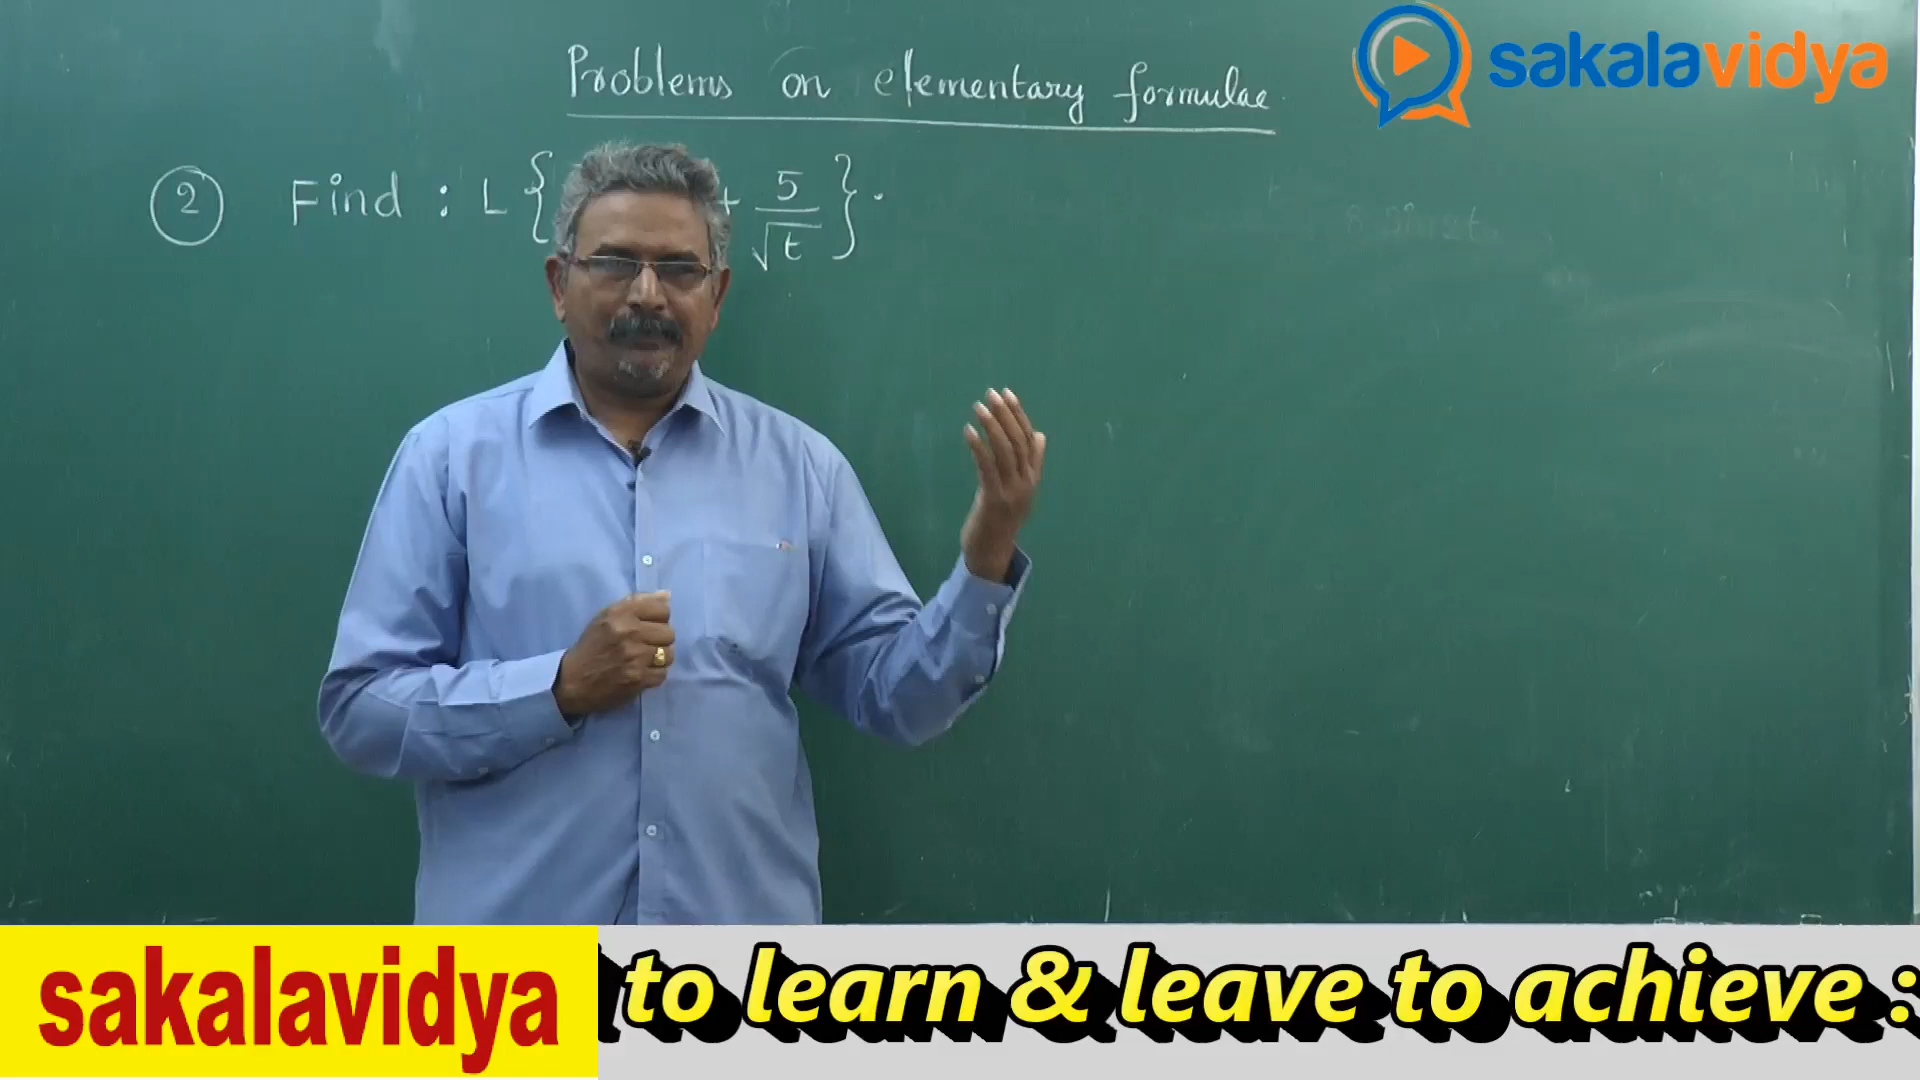 sakalavidya
Problems on elementary formulae
② Find : L { + 5/√t } .
sakalavidya to learn & leave to achieve :